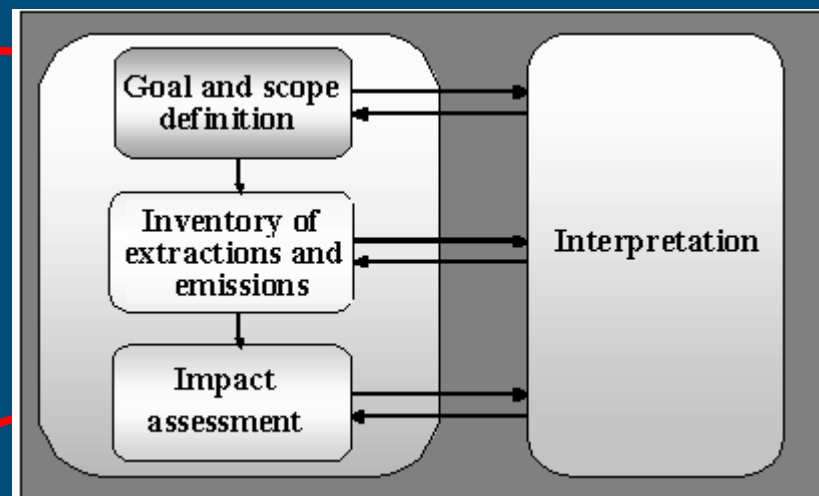 Goal and scope
definition
Inventory of
extractions and
emissions
Interpretation
Impact
assessment